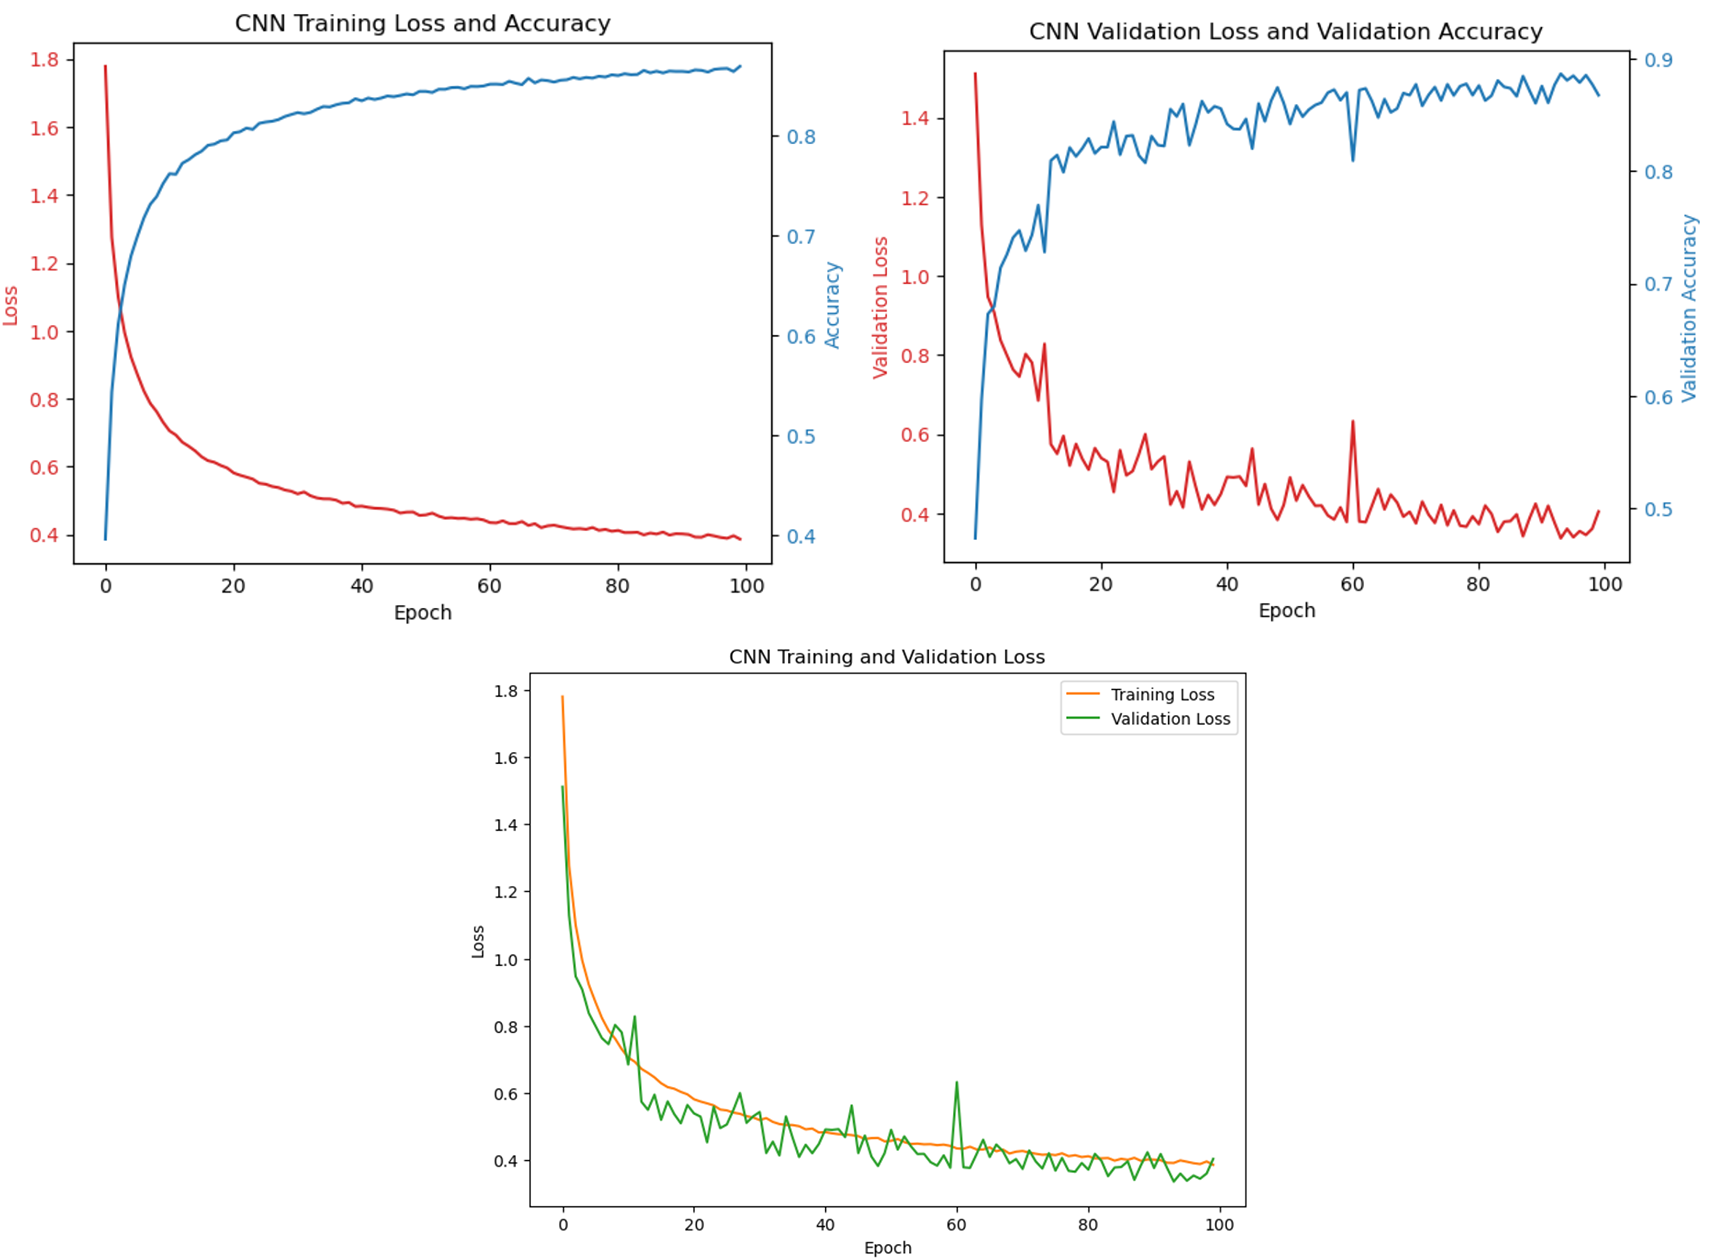 CNN Training Loss and Accuracy
1.8
1.6
1.4
1.2
1.0
0.8
0.6
0.4
Loss
0.8
0.7
0.6
0.5
0.4
Accuracy
0 20 40 60 80 100
Epoch
CNN Validation Loss and Validation Accuracy
1.4
1.2
1.0
0.8
0.6
0.4
Validation Loss
0.9
0.8
0.7
0.6
0.5
Validation Accuracy
0 20 40 60 80 100
Epoch
CNN Training and Validation Loss
1.8
1.6
1.4
1.2
1.0
0.8
0.6
0.4
Loss
Training Loss
Validation Loss
0 20 40 60 80 100
Epoch